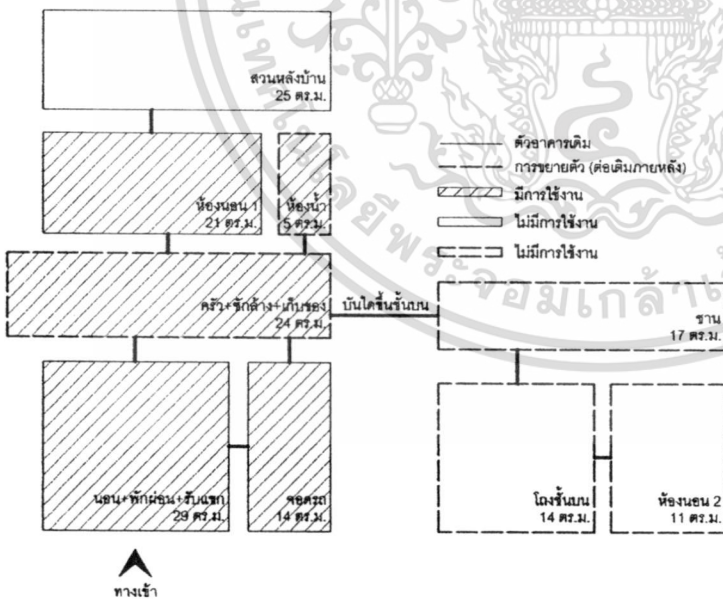 สวนหลังบ้าน
25 ตร.ม.
ห้องนอน 1
21 ตร.ม.
ห้องน้ำ
5 ตร.ม.
ตัวอาคารเดิม
การขยายตัว (ต่อเติมภายหลัง)
มีการใช้งาน
ไม่มีการใช้งาน
ไม่มีการใช้งาน
ครัว+ซักล้าง+เก็บของ
24 ตร.ม.
บันไดขึ้นชั้นบน
ชาน
17 ตร.ม.
นอน+พักผ่อน+รับแขก
29 ตร.ม.
จอดรถ
14 ตร.ม.
โถงชั้นบน
14 ตร.ม.
ห้องนอน 2
11 ตร.ม.
ทางเข้า